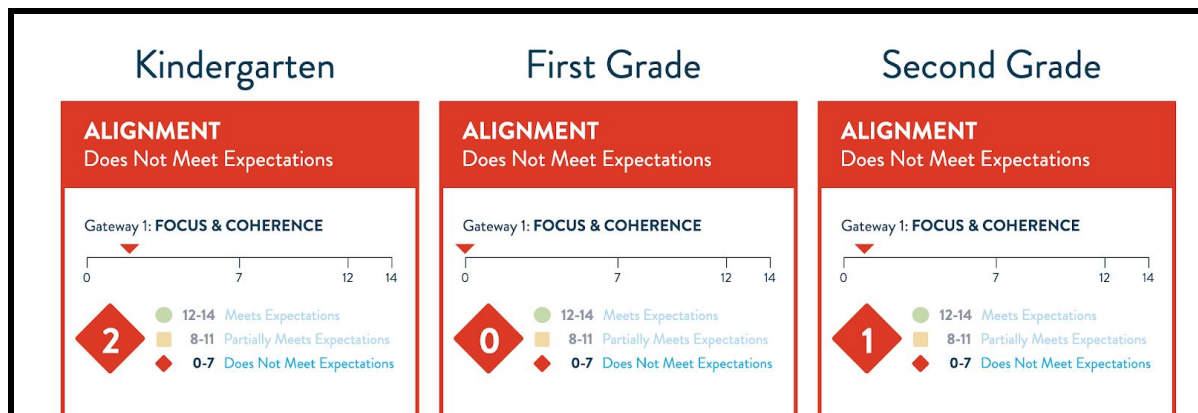 Kindergarten
ALIGNMENT
Does Not Meet Expectations
Gateway 1: FOCUS & COHERENCE
0 7 12 14
2
12-14 Meets Expectations
8-11 Partially Meets Expectations
0-7 Does Not Meet Expectations
First Grade
ALIGNMENT
Does Not Meet Expectations
Gateway 1: FOCUS & COHERENCE
0 7 12 14
0
12-14 Meets Expectations
8-11 Partially Meets Expectations
0-7 Does Not Meet Expectations
Second Grade
ALIGNMENT
Does Not Meet Expectations
Gateway 1: FOCUS & COHERENCE
0 7 12 14
1
12-14 Meets Expectations
8-11 Partially Meets Expectations
0-7 Does Not Meet Expectations